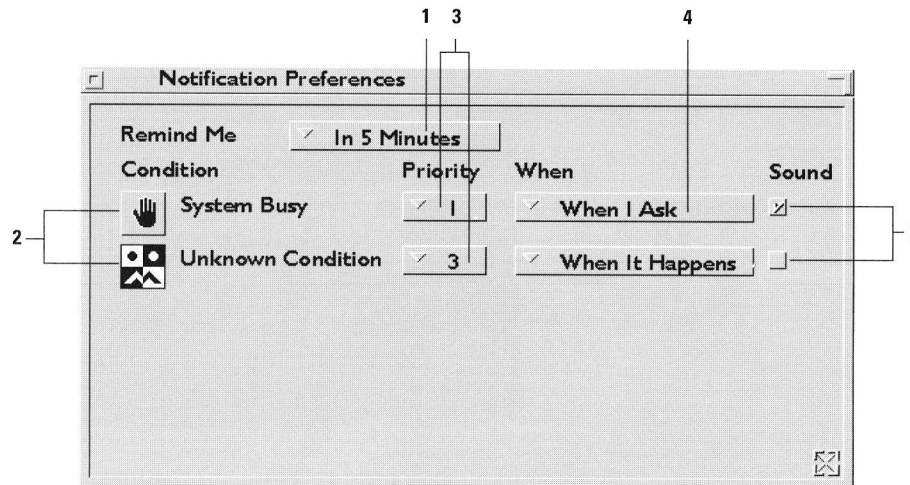 1 3 4
Notification Preferences
Remind Me In 5 Minutes
Condition Priority When Sound
System Busy 1 When I Ask
2
Unknown Condition 3 When It Happens